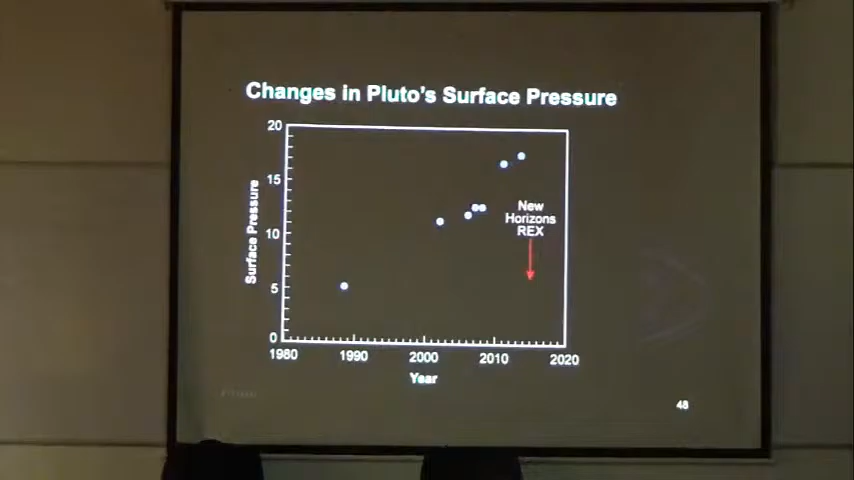 Changes in Pluto's Surface Pressure
20
15
10
5
0
Surface Pressure
New
Horizons
REX
1980 1990 2000 2010 2020
Year
48